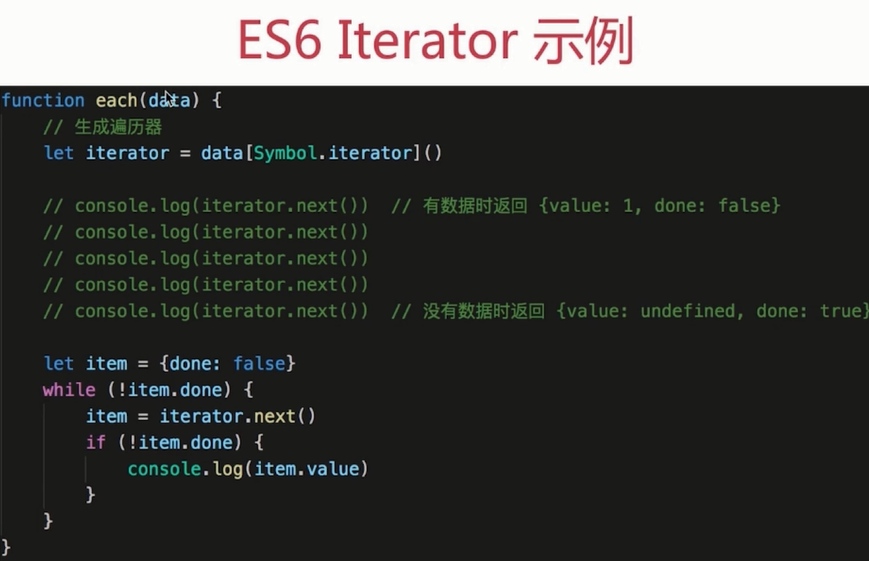 ES6 Iterator 示例
function each(data) {
    // 生成遍历器
    let iterator = data[Symbol.iterator]()
    // console.log(iterator.next())  // 有数据时返回 {value: 1, done: false}
    // console.log(iterator.next())
    // console.log(iterator.next())
    // console.log(iterator.next())
    // console.log(iterator.next())  // 没有数据时返回 {value: undefined, done: true}
    let item = {done: false}
    while (!item.done) {
        item = iterator.next()
        if (!item.done) {
            console.log(item.value)
        }
    }
}